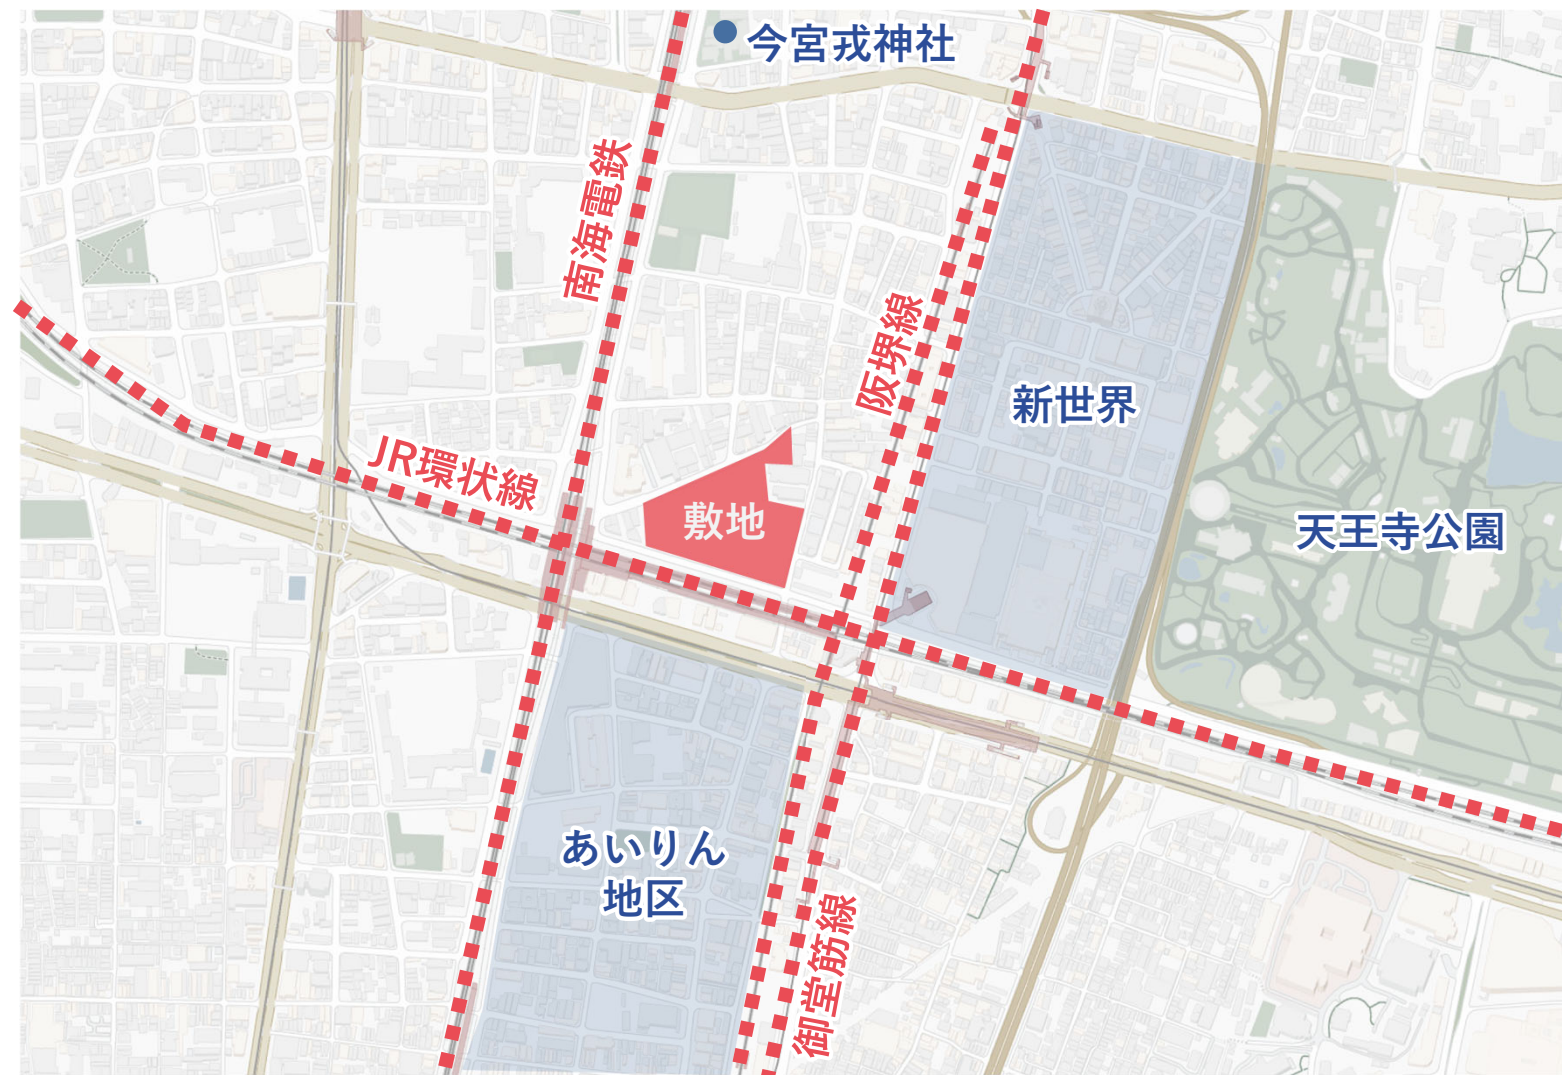 今宮戎神社
南海電鉄
阪堺線
新世界
JR環状線
敷地
天王寺公園
あいりん
地区
御堂筋線